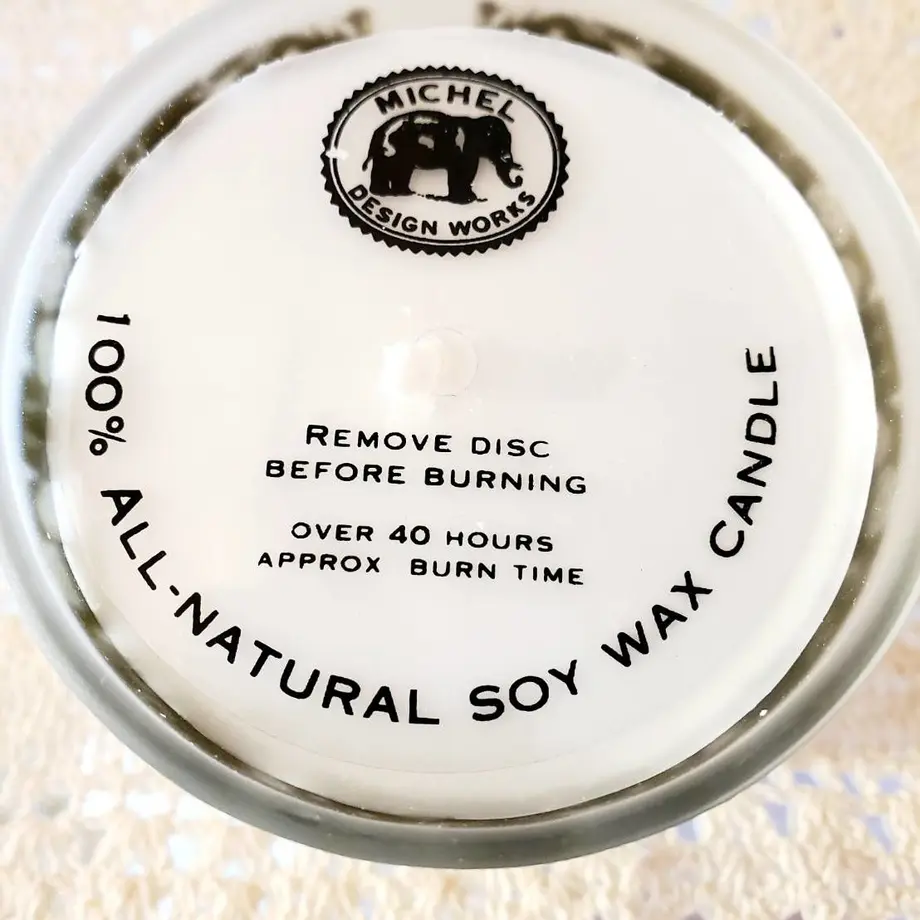 MICHEL
DESIGN WORKS
REMOVE DISC
BEFORE BURNING
OVER 40 HOURS
APPROX BURN TIME
100% ALL-NATURAL SOY WAX CANDLE